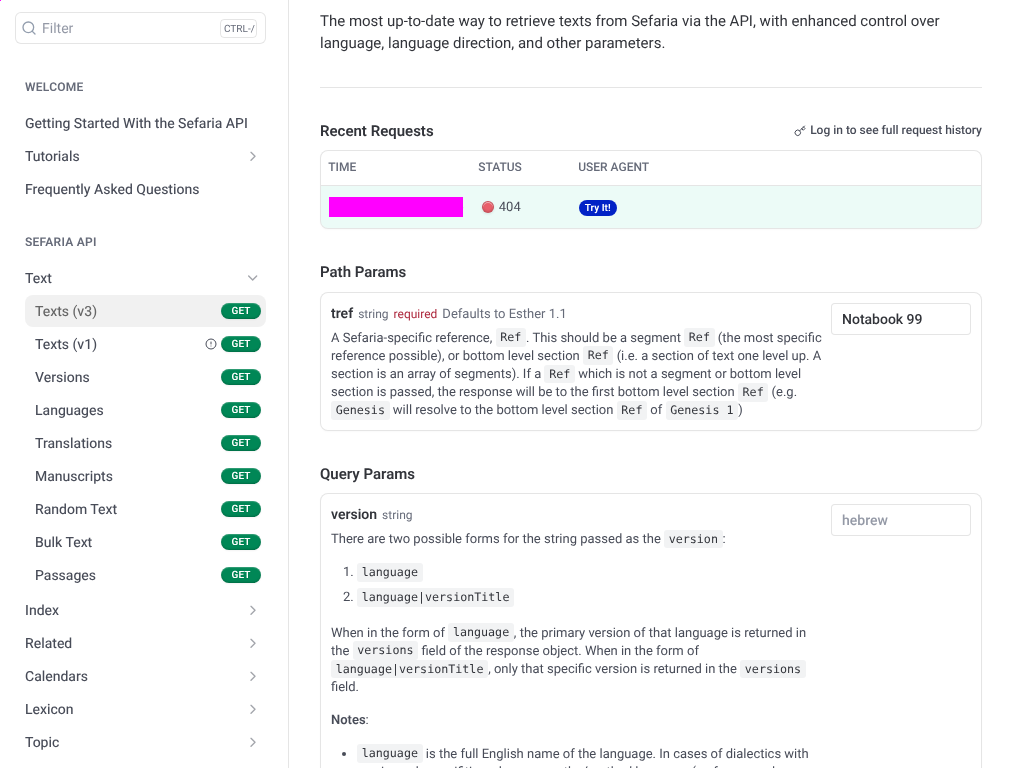 Filter
CTRL-/
WELCOME
Getting Started With the Sefaria API
Tutorials
Frequently Asked Questions
SEFARIA API
Text
Texts (v3) GET
Texts (v1) GET
Versions GET
Languages GET
Translations GET
Manuscripts GET
Random Text GET
Bulk Text GET
Passages GET
Index
Related
Calendars
Lexicon
Topic
The most up-to-date way to retrieve texts from Sefaria via the API, with enhanced control over
language, language direction, and other parameters.
Recent Requests
Log in to see full request history
TIME STATUS USER AGENT
404 Try It!
Path Params
tref string required Defaults to Esther 1.1
A Sefaria-specific reference, Ref. This should be a segment Ref (the most specific
reference possible), or bottom level section Ref (i.e. a section of text one level up. A
section is an array of segments). If a Ref which is not a segment or bottom level
section is passed, the response will be to the first bottom level section Ref (e.g.
Genesis will resolve to the bottom level section Ref of Genesis 1)
Notabook 99
Query Params
version string
There are two possible forms for the string passed as the version:
1. language
2. language|versionTitle
When in the form of language, the primary version of that language is returned in
the versions field of the response object. When in the form of
language|versionTitle, only that specific version is returned in the versions
field.
Notes:
• language is the full English name of the language. In cases of dialectics with
hebrew